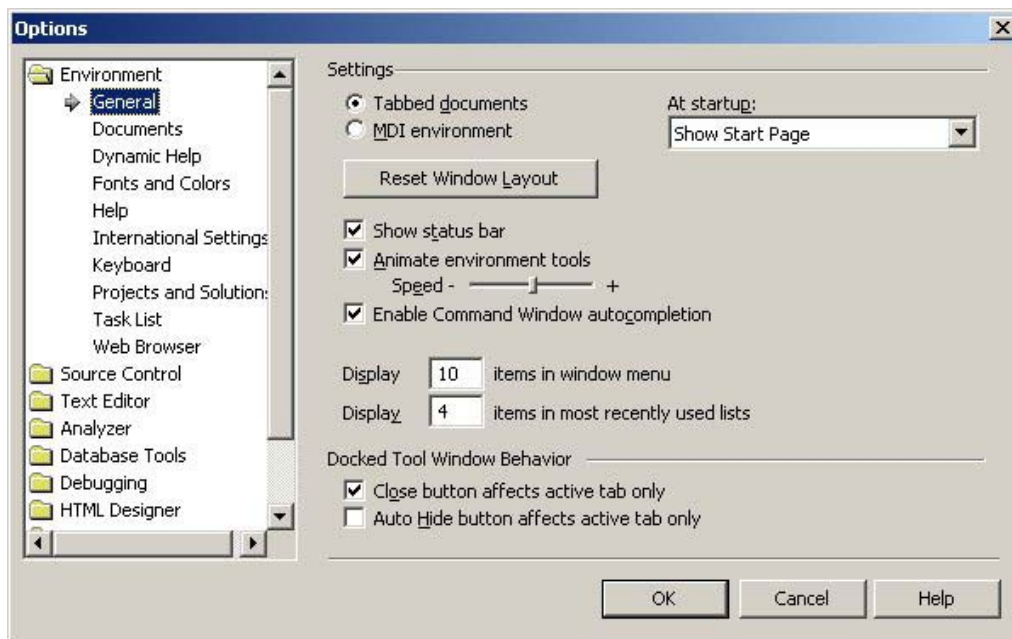 Options
Environment
General
Documents
Dynamic Help
Fonts and Colors
Help
International Settings
Keyboard
Projects and Solution
Task List
Web Browser
Source Control
Text Editor
Analyzer
Database Tools
Debugging
HTML Designer
Settings
Tabbed documents
MDI environment
At startup:
Show Start Page
Reset Window Layout
Show status bar
Animate environment tools
Speed - +
Enable Command Window autocompletion
Display 10 items in window menu
Display 4 items in most recently used lists
Docked Tool Window Behavior
Close button affects active tab only
Auto Hide button affects active tab only
OK Cancel Help